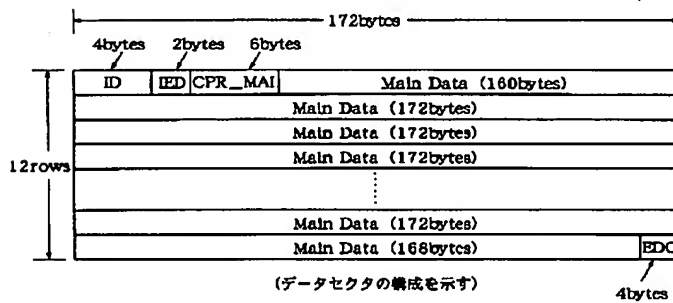 172bytes
4bytes 2bytes 6bytes
ID IED CPR_MAI Main Data (160bytes)
Main Data (172bytes)
Main Data (172bytes)
12rows Main Data (172bytes)
Main Data (172bytes)
Main Data (168bytes) EDC
(データセクタの構成を示す) 4bytes